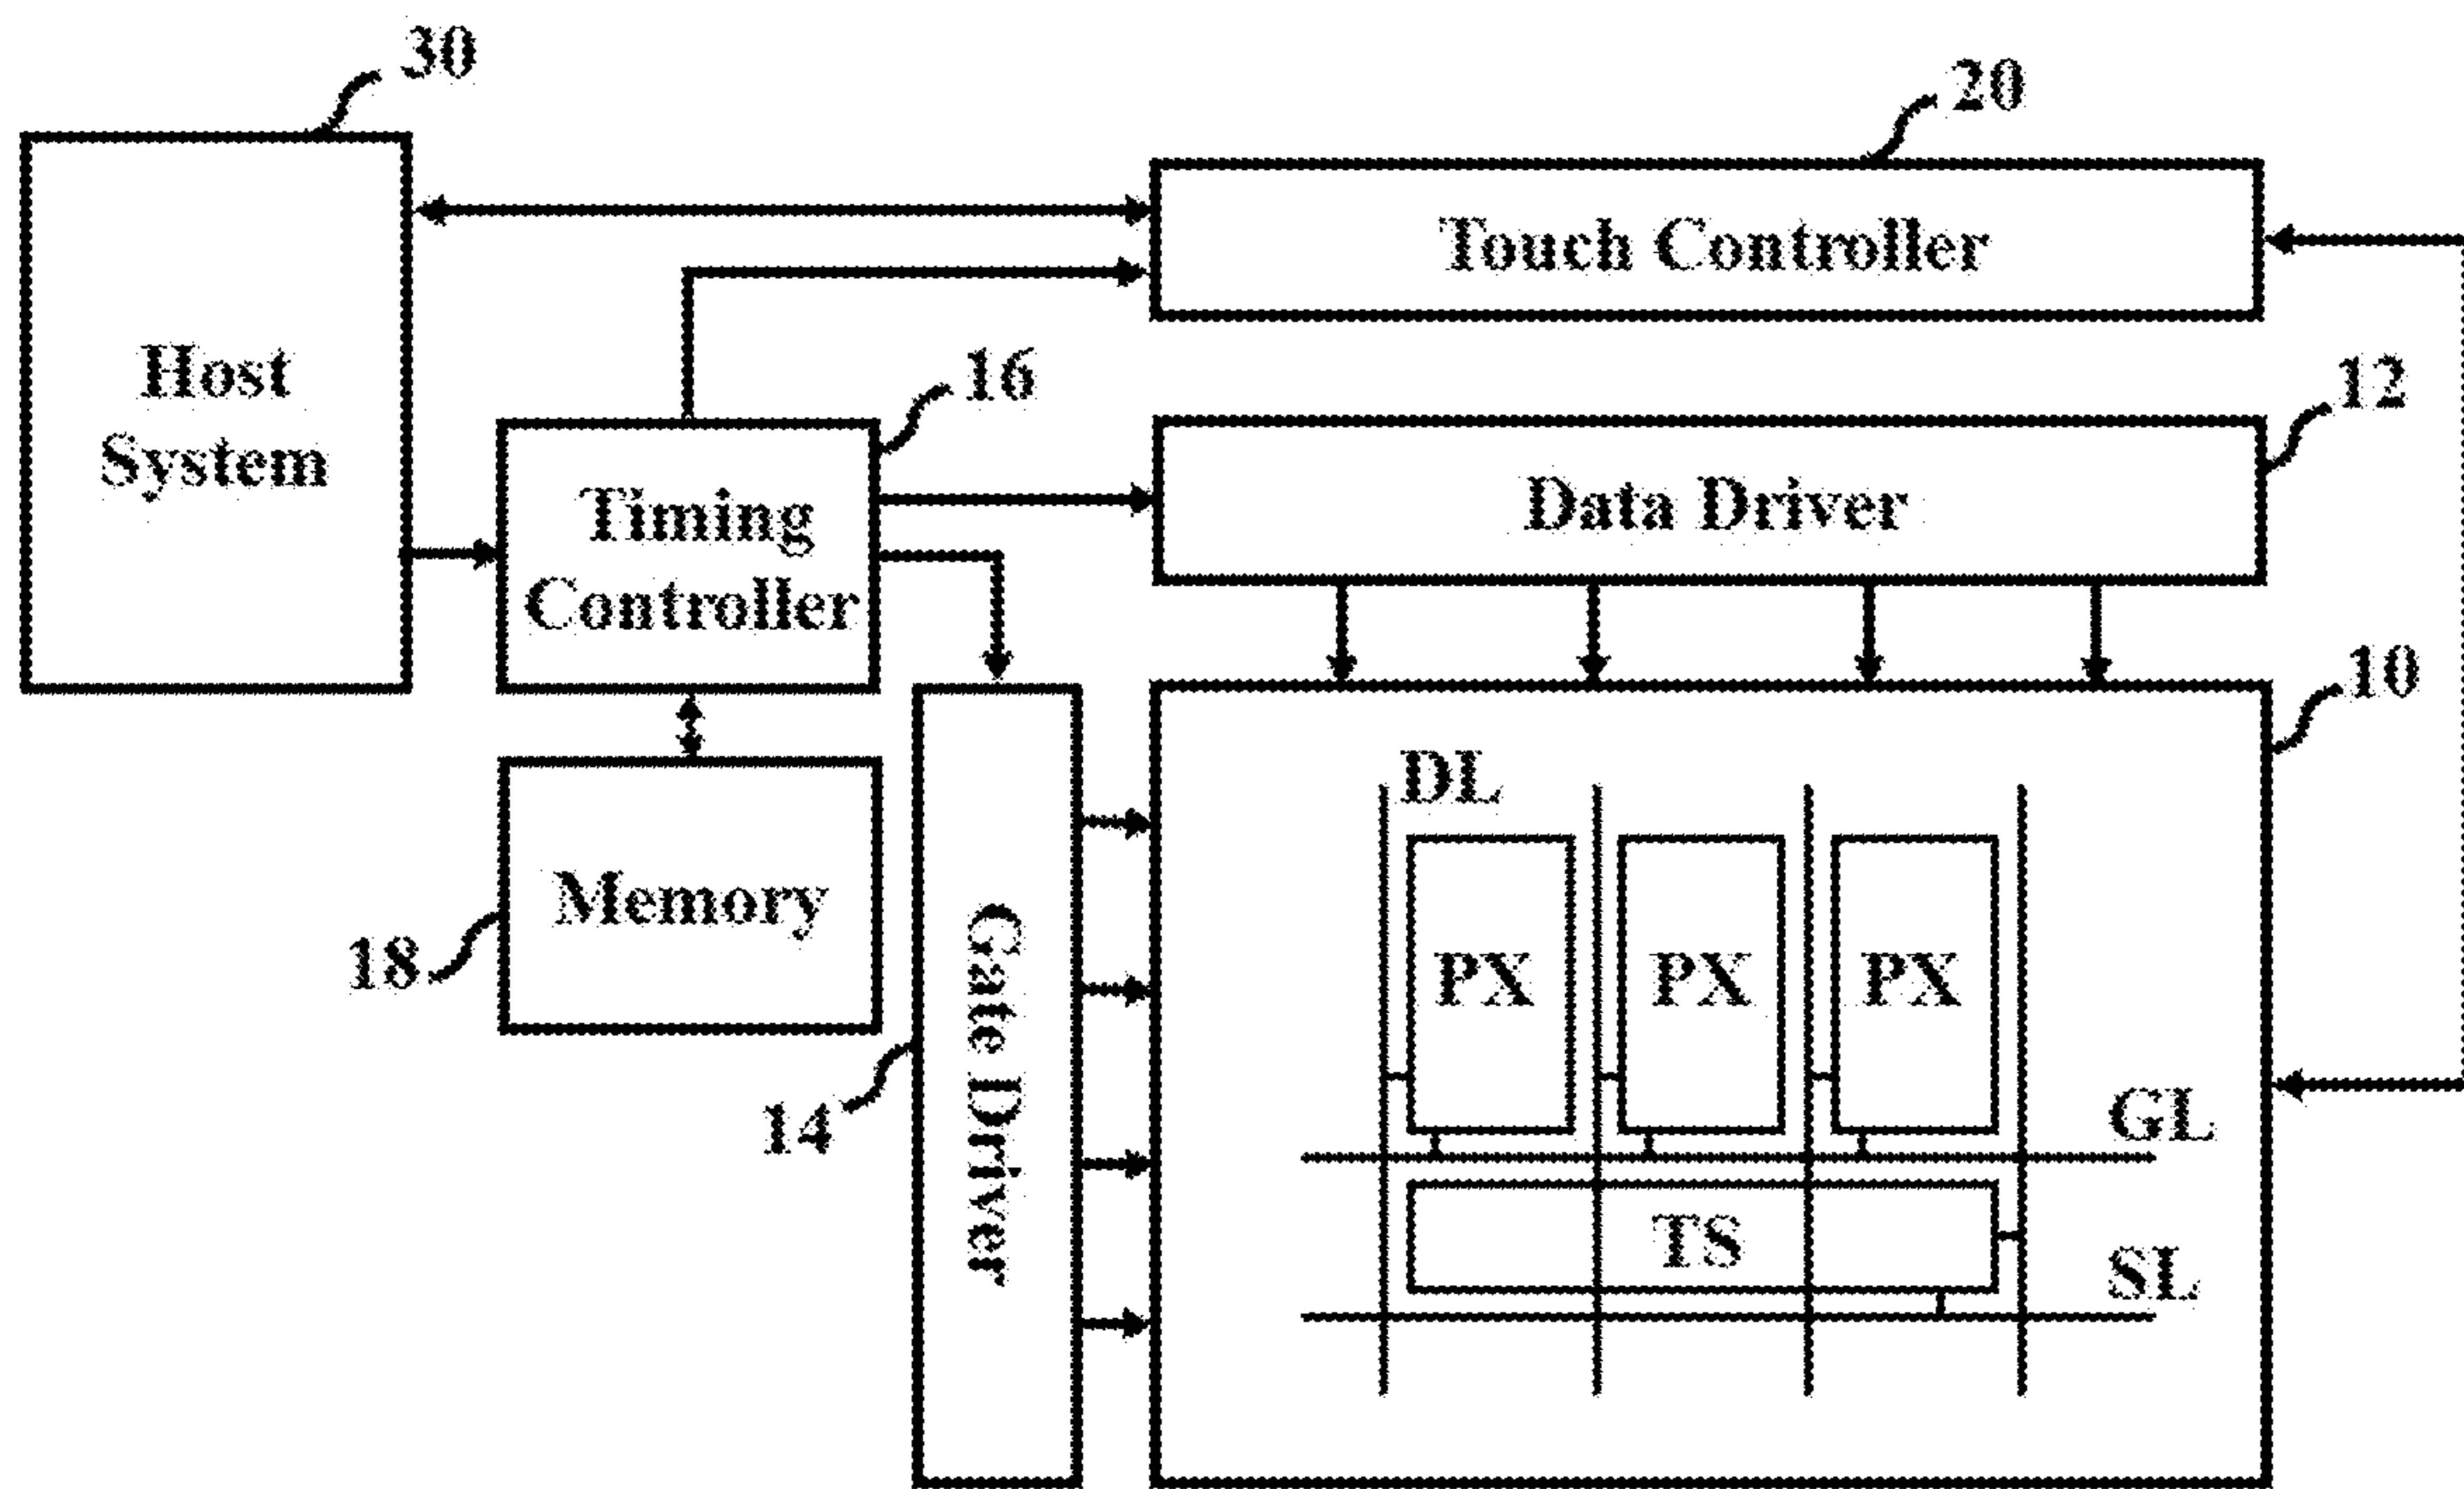 30
20
Touch Controller
Host
System
16
12
Timing
Controller
Data Driver
10
DL
Memory
18
PX PX PX
Gate Driver
14
GL
TS
SL